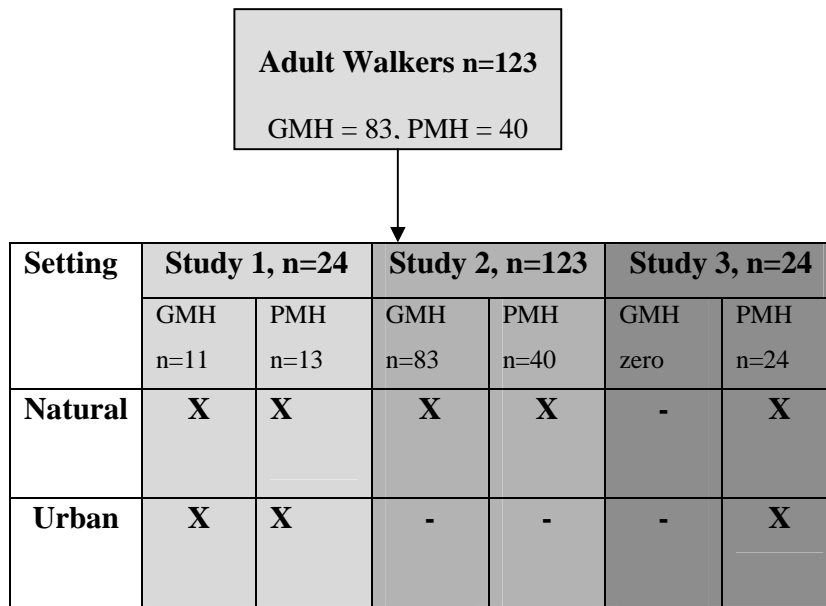 Adult Walkers n=123
GMH = 83, PMH = 40
Setting Study 1, n=24 Study 2, n=123 Study 3, n=24
GMH PMH GMH PMH GMH PMH
n=11 n=13 n=83 n=40 zero n=24
Natural X X X X - X
Urban X X - - - X